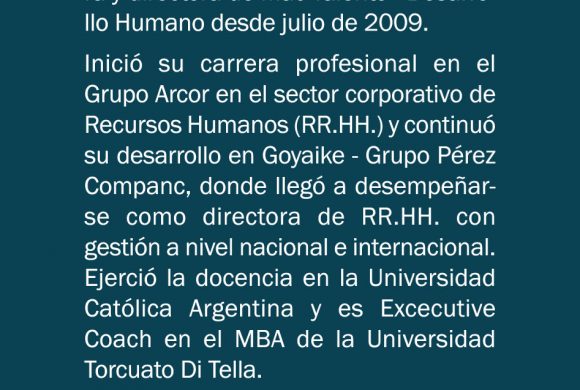 llo Humano desde julio de 2009.
Inició su carrera profesional en el
Grupo Arcor en el sector corporativo de
Recursos Humanos (RR.HH.) y continuó
su desarrollo en Goyaike - Grupo Pérez
Companc, donde llegó a desempeñar-
se como directora de RR.HH. con
gestión a nivel nacional e internacional.
Ejerció la docencia en la Universidad
Católica Argentina y es Excecutive
Coach en el MBA de la Universidad
Torcuato Di Tella.